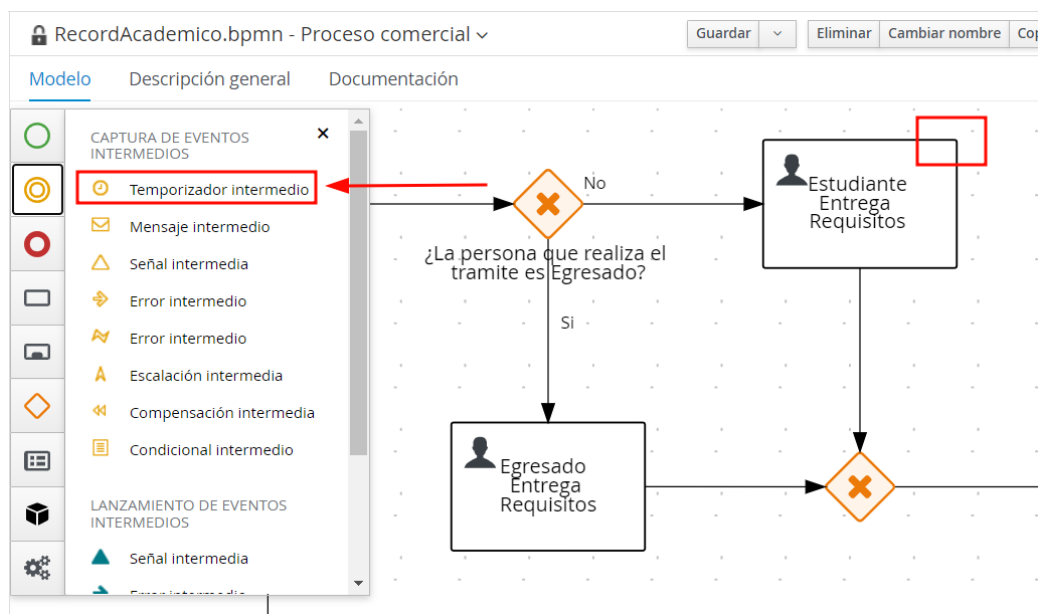 RecordAcademico.bpmn - Proceso comercial
Guardar
Eliminar
Cambiar nombre
Modelo
Descripción general
Documentación
CAPTURA DE EVENTOS
INTERMEDIOS
Temporizador intermedio
Mensaje intermedio
Señal intermedia
Error intermedio
Error intermedio
Escalación intermedia
Compensación intermedia
Condicional intermedio
LANZAMIENTO DE EVENTOS
INTERMEDIOS
Señal intermedia
No
¿La persona que realiza el
tramite es Egresado?
Si
Estudiante
Entrega
Requisitos
Egresado
Entrega
Requisitos